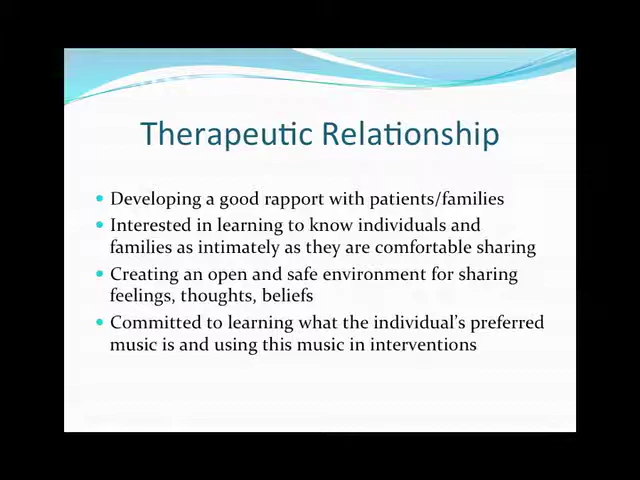 Therapeutic Relationship
Developing a good rapport with patients/families
Interested in learning to know individuals and
families as intimately as they are comfortable sharing
Creating an open and safe environment for sharing
feelings, thoughts, beliefs
Committed to learning what the individual's preferred
music is and using this music in interventions